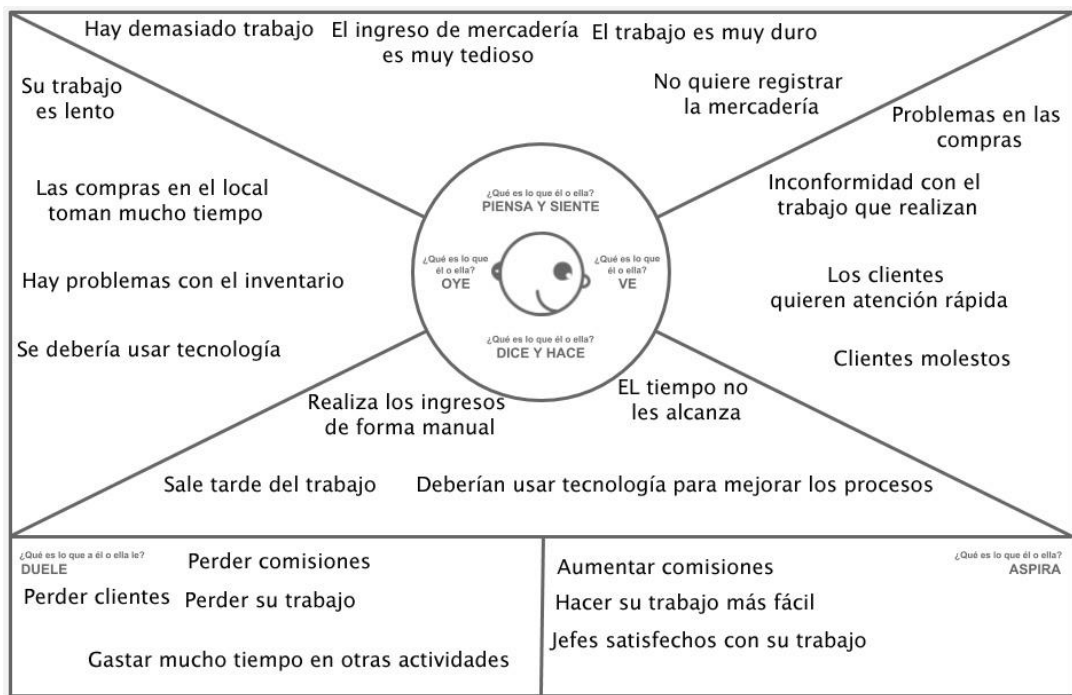 Hay demasiado trabajo
El ingreso de mercadería
es muy tedioso
El trabajo es muy duro
No quiere registrar
la mercadería
Su trabajo
es lento
Las compras en el local
toman mucho tiempo
Hay problemas con el inventario
Se debería usar tecnología
Problemas en las
compras
Inconformidad con el
trabajo que realizan
Los clientes
quieren atención rápida
Clientes molestos
¿Qué es lo que él o ella?
PIENSA Y SIENTE
¿Qué es lo que
él o ella?
OYE
¿Qué es lo que
él o ella?
VE
¿Qué es lo que él o ella?
DICE Y HACE
Realiza los ingresos
de forma manual
EL tiempo no
les alcanza
Sale tarde del trabajo
Deberían usar tecnología para mejorar los procesos
¿Qué es lo que a él o ella le?
DUELE
Perder comisiones
Perder clientes
Perder su trabajo
Gastar mucho tiempo en otras actividades
¿Qué es lo que él o ella?
ASPIRA
Aumentar comisiones
Hacer su trabajo más fácil
Jefes satisfechos con su trabajo